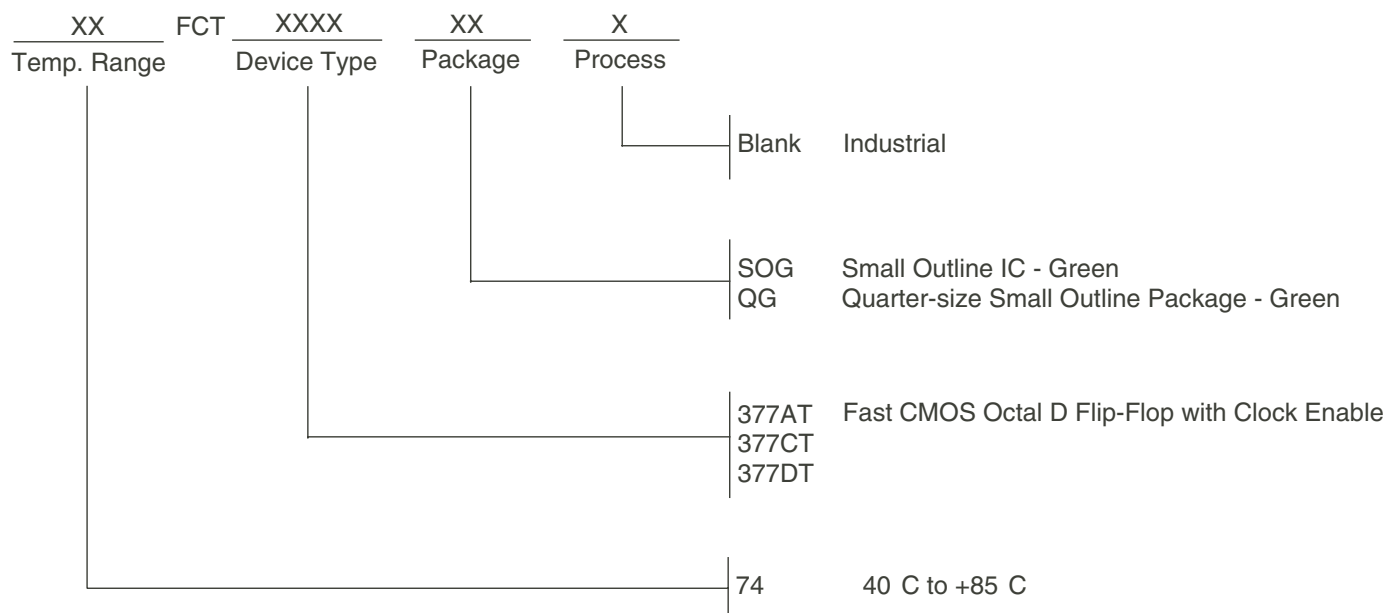 XX FCT XXXX XX X
Temp. Range Device Type Package Process
Blank Industrial
SOG Small Outline IC - Green
QG Quarter-size Small Outline Package - Green
377AT Fast CMOS Octal D Flip-Flop with Clock Enable
377CT
377DT
74 40 C to +85 C